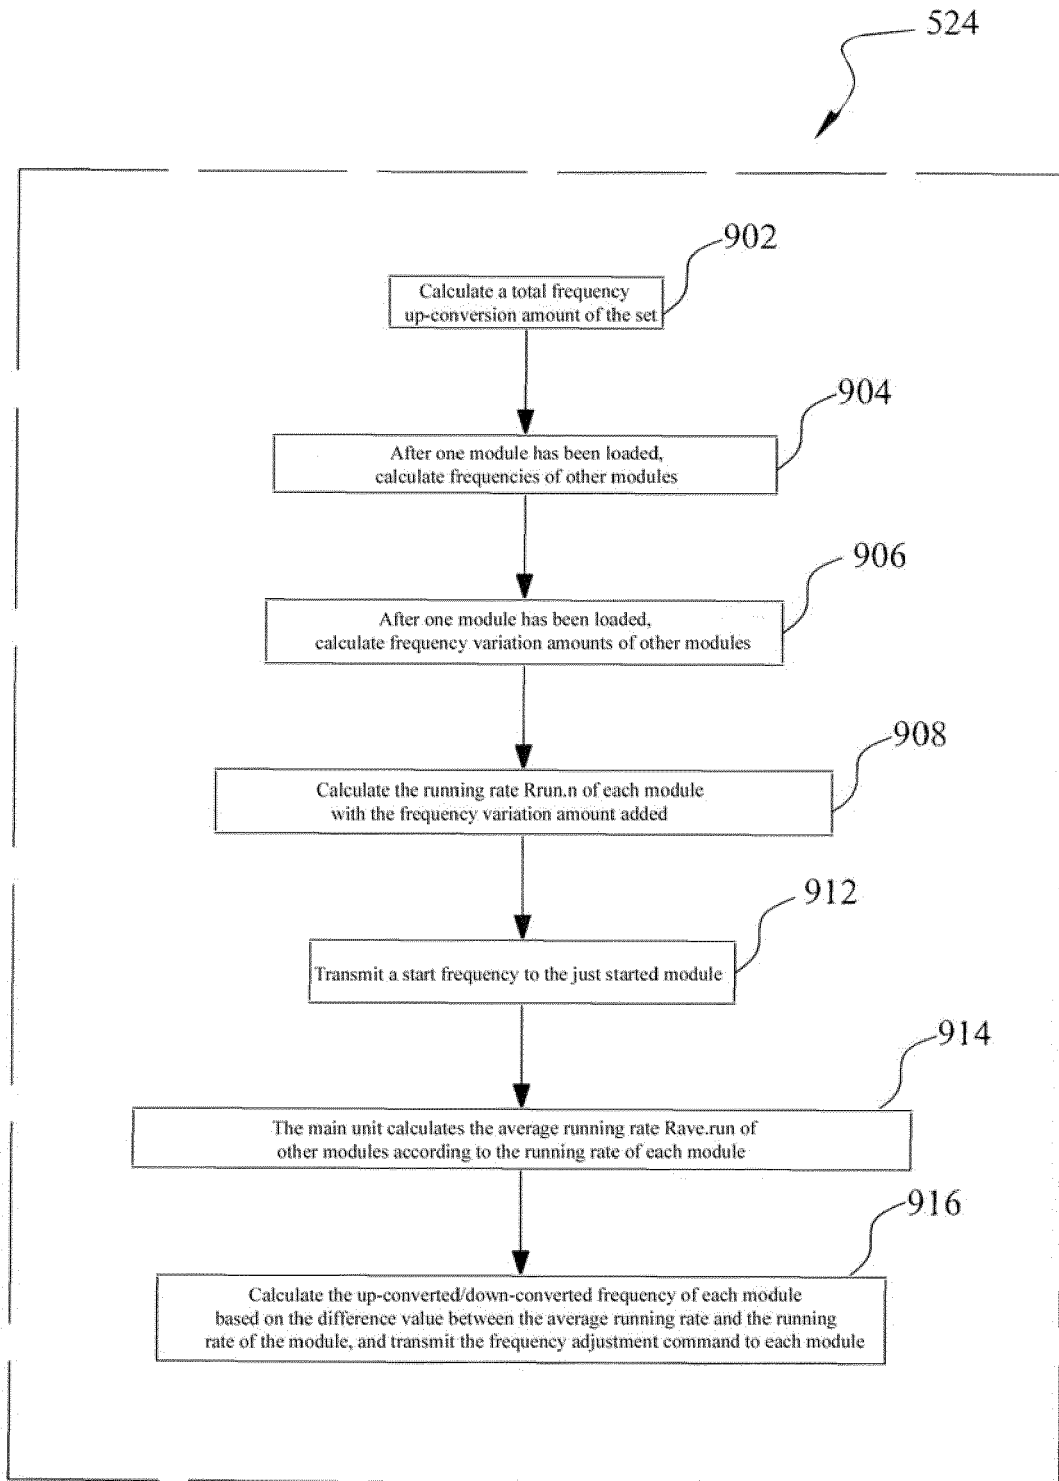 524
902
Calculate a total frequency
up-conversion amount of the set
904
After one module has been loaded,
calculate frequencies of other modules
906
After one module has been loaded,
calculate frequency variation amounts of other modules
908
Calculate the running rate Rrun.n of each module
with the frequency variation amount added
912
Transmit a start frequency to the just started module
914
The main unit calculates the average running rate Rave.run of
other modules according to the running rate of each module
916
Calculate the up-converted/down-converted frequency of each module
based on the difference value between the average running rate and the running
rate of the module, and transmit the frequency adjustment command to each module